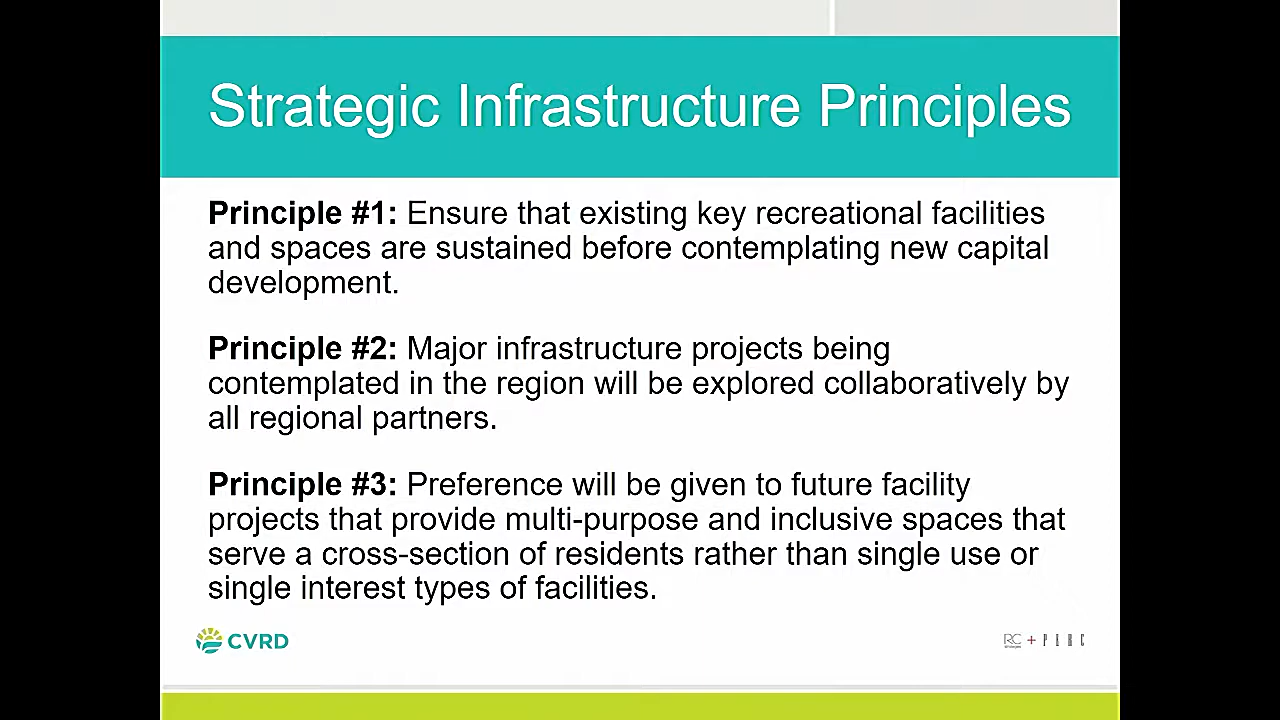 Strategic Infrastructure Principles
Principle #1: Ensure that existing key recreational facilities
and spaces are sustained before contemplating new capital
development.
Principle #2: Major infrastructure projects being
contemplated in the region will be explored collaboratively by
all regional partners.
Principle #3: Preference will be given to future facility
projects that provide multi-purpose and inclusive spaces that
serve a cross-section of residents rather than single use or
single interest types of facilities.
CVRD
RC + PERC